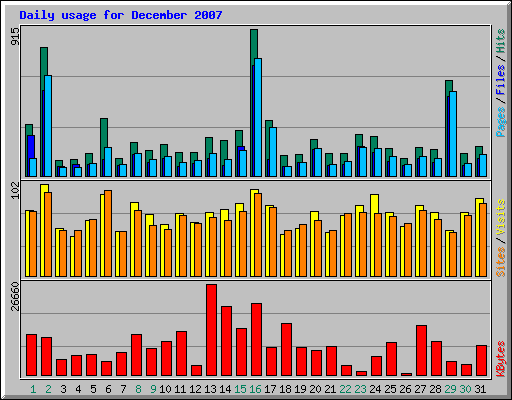 Daily usage for December 2007
915
Pages / Files / Hits
102
Sites / Visits
26660
KBytes
1 2 3 4 5 6 7 8 9 10 11 12 13 14 15 16 17 18 19 20 21 22 23 24 25 26 27 28 29 30 31